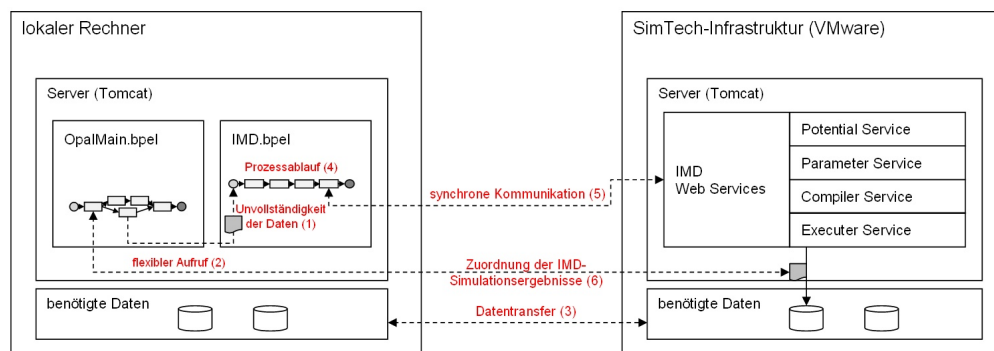 lokaler Rechner
Server (Tomcat)
OpalMain.bpel
IMD.bpel
Prozessablauf (4)
Unvollständigkeit
der Daten (1)
flexibler Aufruf (2)
benötigte Daten
synchrone Kommunikation (5)
Zuordnung der IMD-
Simulationsergebnisse (6)
Datentransfer (3)
SimTech-Infrastruktur (VMware)
Server (Tomcat)
IMD
Web Services
Potential Service
Parameter Service
Compiler Service
Executer Service
benötigte Daten